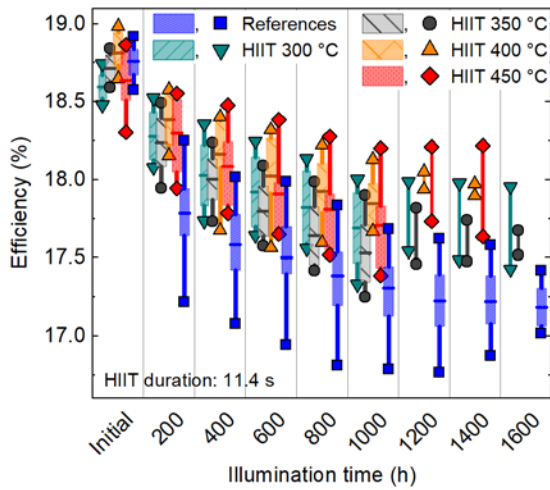 References
HIIT 300 °C
HIIT 350 °C
HIIT 400 °C
HIIT 450 °C
19.0
18.5
18.0
17.5
17.0
Efficiency (%)
HIIT duration: 11.4 s
Initial
200
400
600
800
1000
1200
1400
1600
Illumination time (h)